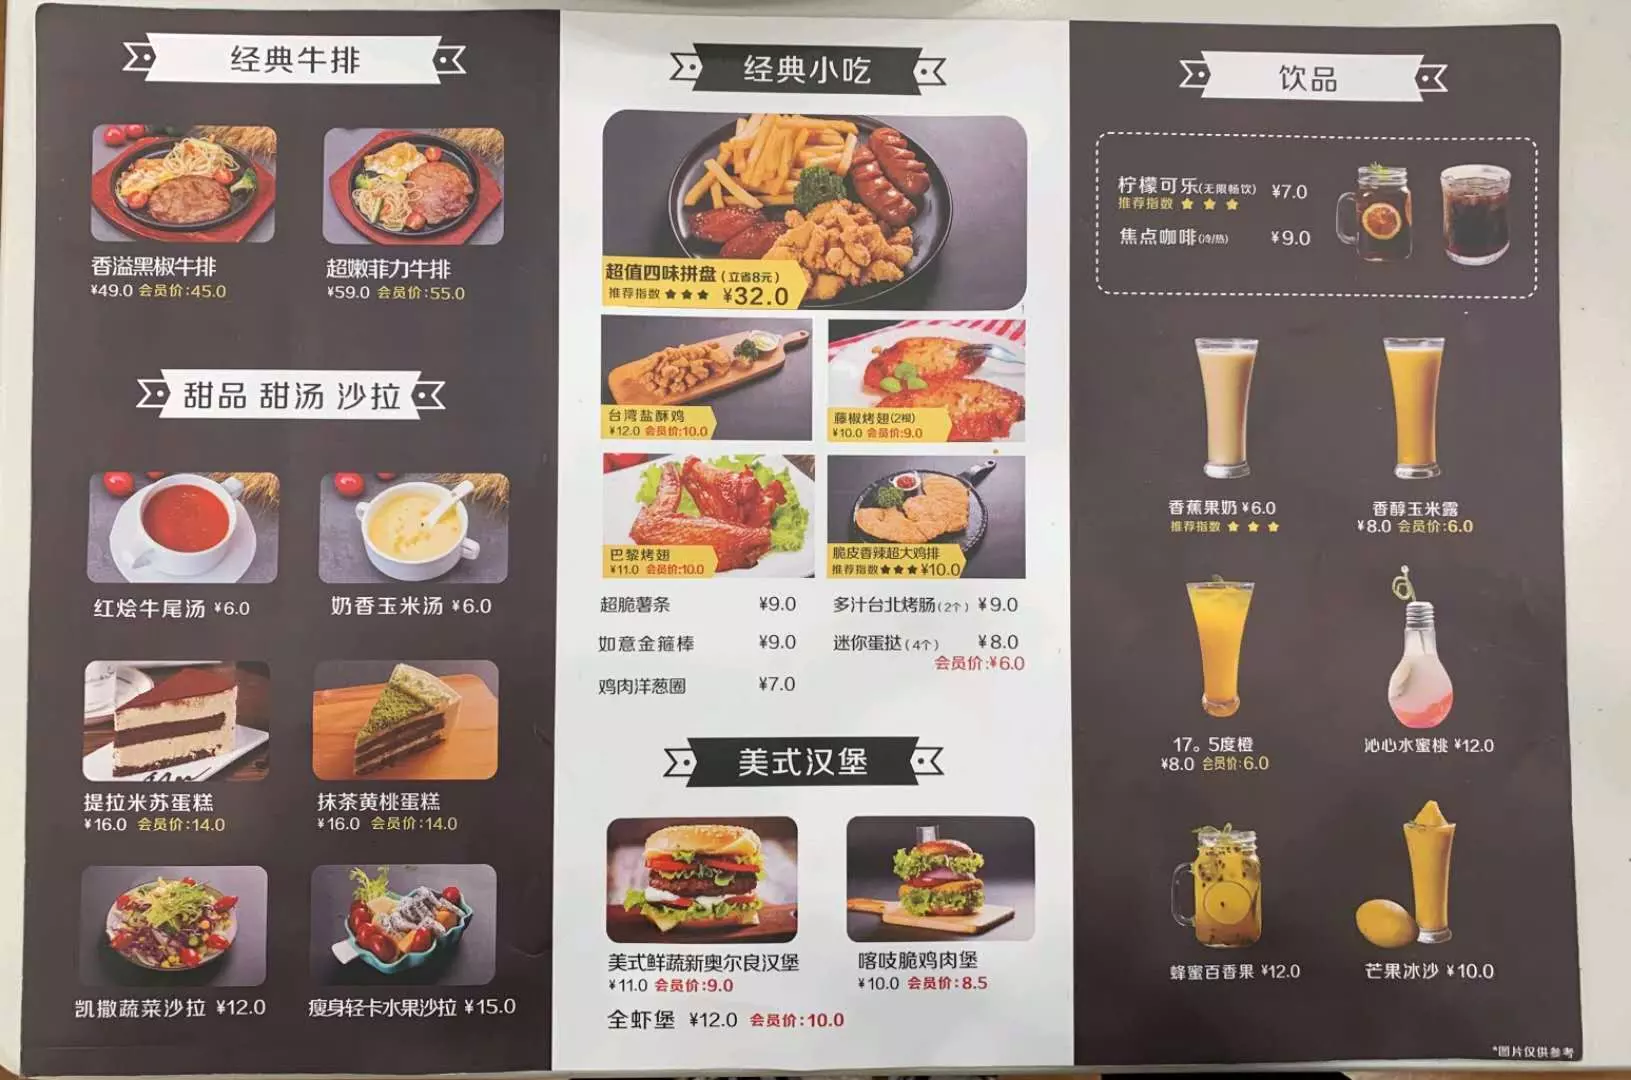 经典牛排
香溢黑椒牛排
¥49.0 会员价:45.0
超嫩菲力牛排
¥59.0 会员价:55.0
甜品 甜汤 沙拉
红烩牛尾汤 ¥6.0
奶香玉米汤 ¥6.0
提拉米苏蛋糕
¥16.0 会员价:14.0
抹茶黄桃蛋糕
¥16.0 会员价:14.0
凯撒蔬菜沙拉 ¥12.0
瘦身轻卡水果沙拉 ¥15.0
经典小吃
超值四味拼盘(立省8元)
推荐指数★★★ ¥32.0
台湾盐酥鸡
¥12.0 会员价:10.0
藤椒烤翅(2根)
¥10.0 会员价:9.0
巴黎烤翅
¥11.0 会员价:10.0
脆皮香辣超大鸡排
推荐指数★★★¥10.0
超脆薯条 ¥9.0
多汁台北烤肠(2个) ¥9.0
如意金箍棒 ¥9.0
迷你蛋挞(4个) ¥8.0
会员价:¥6.0
鸡肉洋葱圈 ¥7.0
美式汉堡
美式鲜蔬新奥尔良汉堡
¥11.0 会员价:9.0
喀吱脆鸡肉堡
¥10.0 会员价:8.5
全虾堡 ¥12.0 会员价:10.0
饮品
柠檬可乐(无限畅饮) ¥7.0
推荐指数 ★ ★ ★
焦点咖啡(冷/热) ¥9.0
香蕉果奶 ¥6.0
推荐指数 ★ ★ ★
香醇玉米露
¥8.0 会员价:6.0
17。5度橙
¥8.0 会员价:6.0
沁心水蜜桃 ¥12.0
蜂蜜百香果 ¥12.0
芒果冰沙 ¥10.0
*图片仅供参考